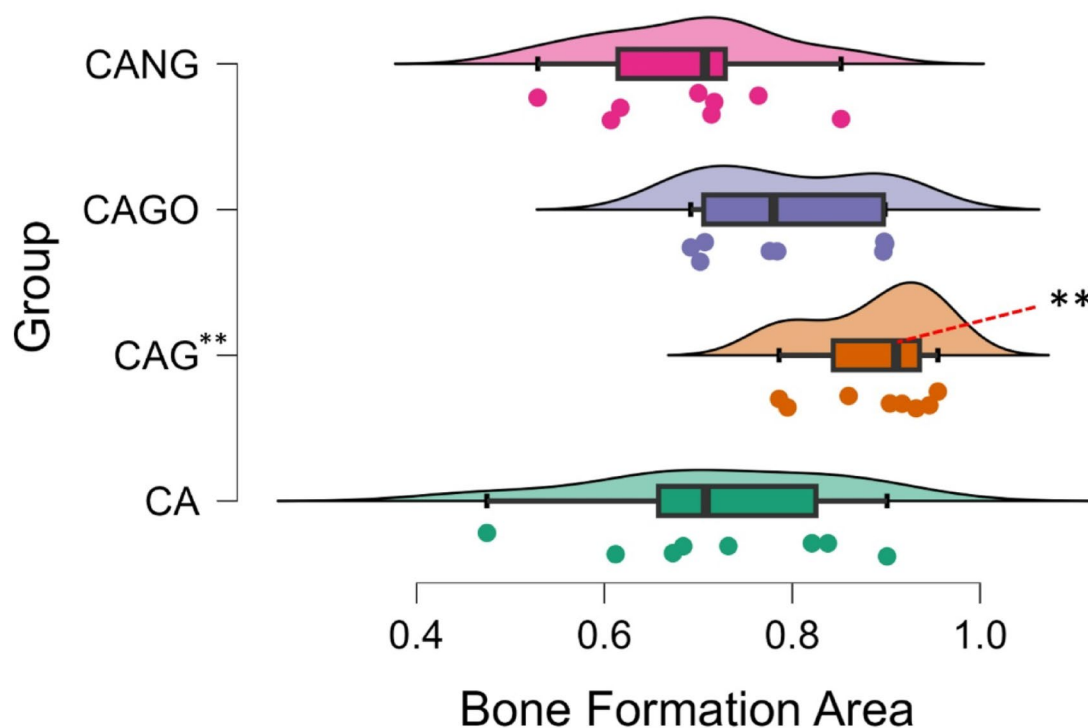 CANG
CAGO
Group
**
CAG**
CA
0.4 0.6 0.8 1.0
Bone Formation Area